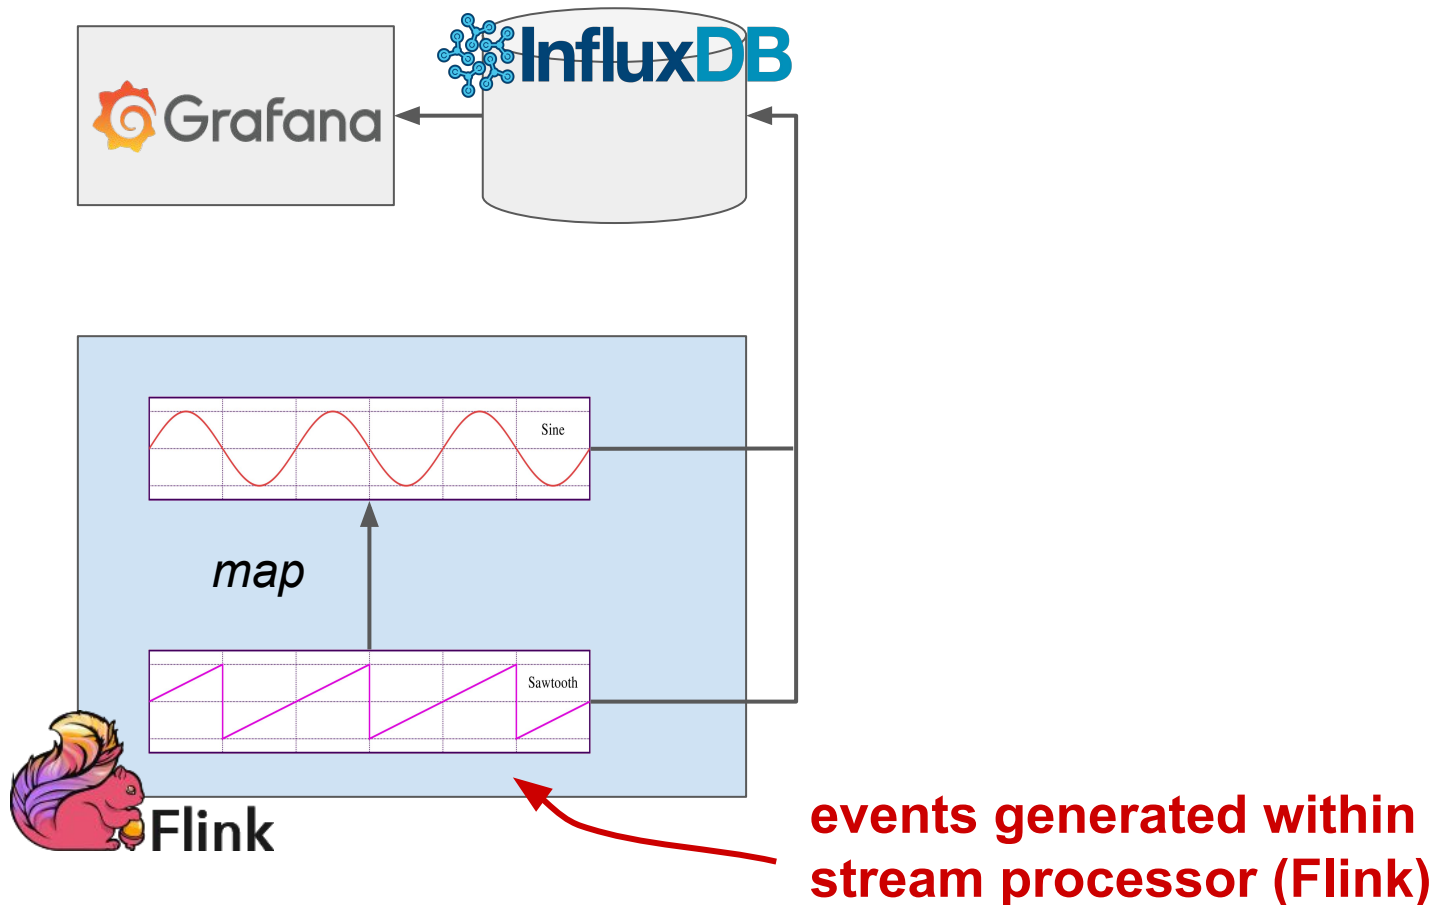 Grafana
InfluxDB
Sine
map
Sawtooth
Flink
events generated within
stream processor (Flink)